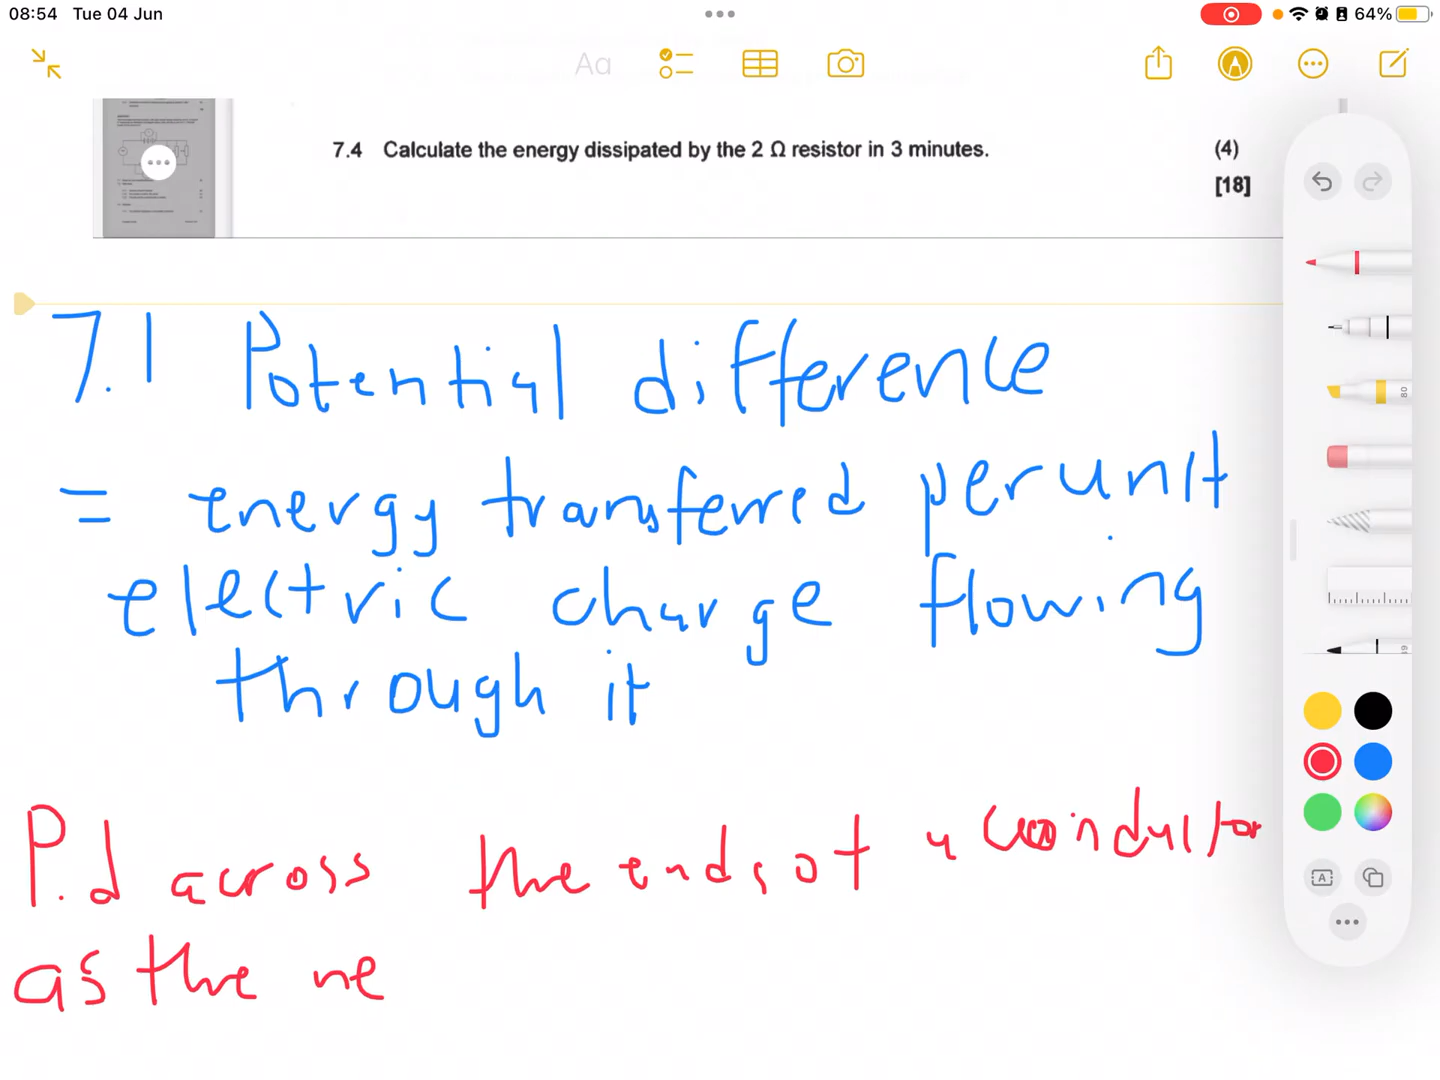 08:54 Tue 04 Jun
64%
Aa
7.4 Calculate the energy dissipated by the 2 Ω resistor in 3 minutes. (4)
[18]
7.1 Potential difference
= energy transferred per unit
electric charge flowing
through it
P.d across the ends of a conductor
as the ne
80
A